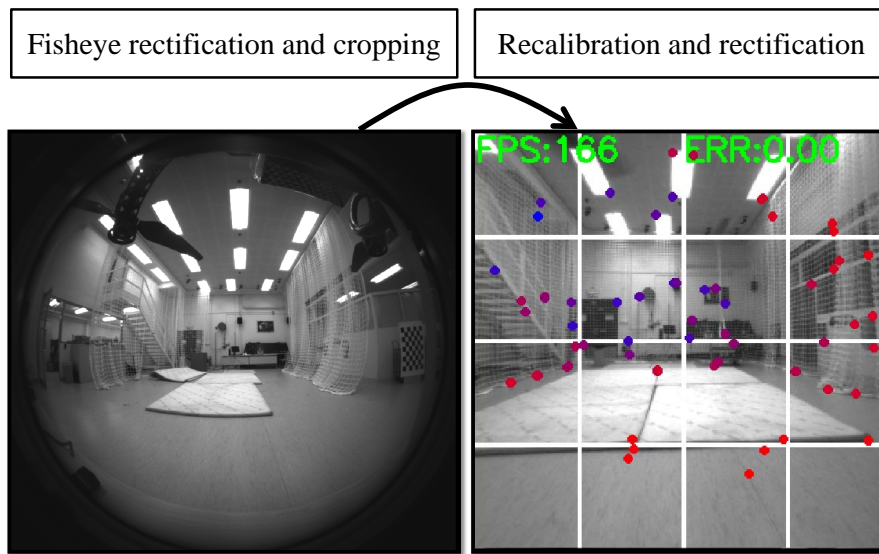 Fisheye rectification and cropping
Recalibration and rectification
FPS:166
ERR:0.00